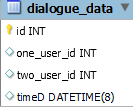 dialogue_data
id INT
one_user_id INT
two_user_id INT
timeD DATETIME(8)